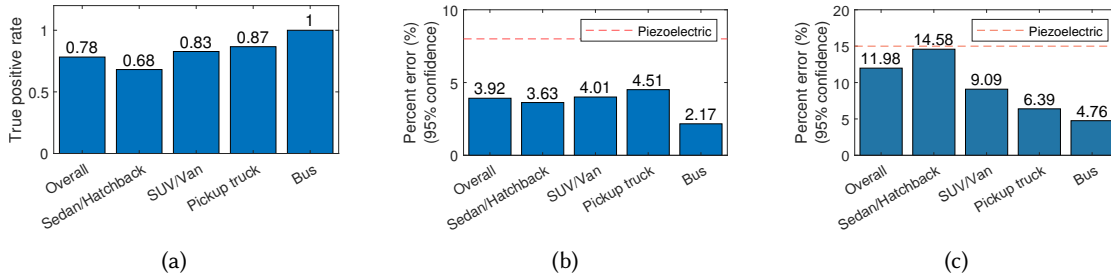 True positive rate
1
0.5
0
0.78
0.68
0.83
0.87
1
Overall
Sedan/Hatchback
SUV/Van
Pickup truck
Bus
(a)
Percent error (%)
(95% confidence)
10
5
0
Piezoelectric
3.92
3.63
4.01
4.51
2.17
Overall
Sedan/Hatchback
SUV/Van
Pickup truck
Bus
(b)
Percent error (%)
(95% confidence)
20
15
10
5
0
Piezoelectric
11.98
14.58
9.09
6.39
4.76
Overall
Sedan/Hatchback
SUV/Van
Pickup truck
Bus
(c)